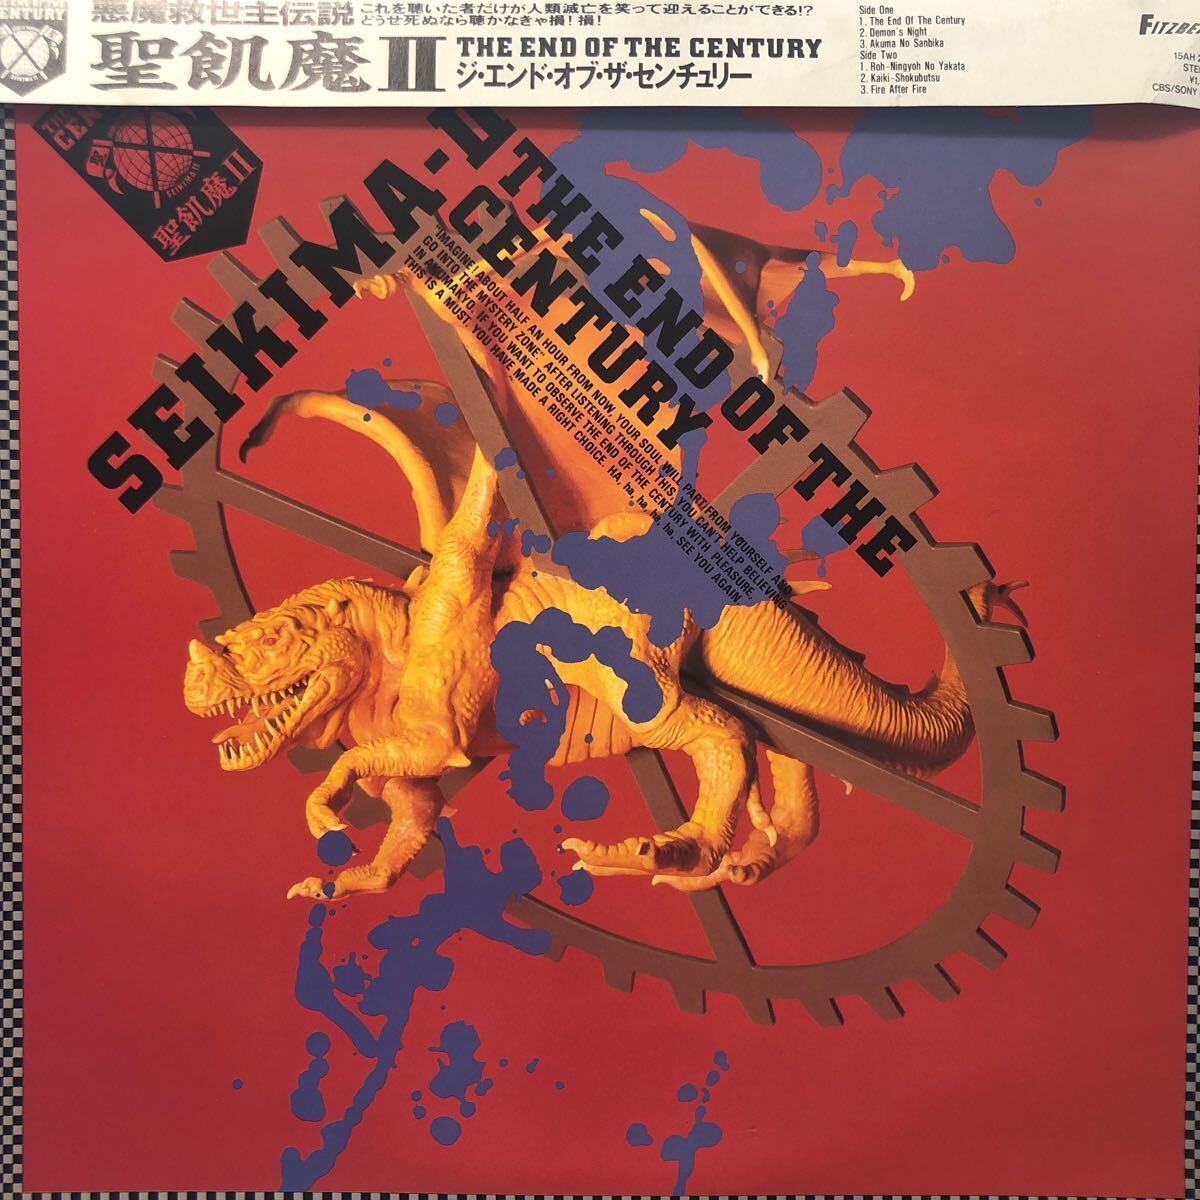 CENTURY
SEIKIMA II
悪魔救世主伝説
これを聴いた者だけが人類滅亡を笑って迎えることができる!?
どうせ死ぬなら聴かなきゃ損!損!
聖飢魔II
THE END OF THE CENTURY
ジ・エンド・オブ・ザ・センチュリー
Side One
1. The End Of The Century
2. Demon's Night
3. Akuma No Sanbika
Side Two
1. Roh-Ningyoh No Yakata
2. Kaiki-Shokubutsu
3. Fire After Fire
15AH
CBS/SONY
SEIKIMA II
聖飢魔II
SEIKIMA-II
THE END OF THE
CENTURY
"IMAGINE! ABOUT HALF AN HOUR FROM NOW, YOUR SOUL WILL PART FROM YOURSELF AND
GO INTO THE MYSTERY ZONE." AFTER LISTENING THROUGH THIS, YOU CAN'T HELP BELIEVING
IN AKUMAKYO. IF YOU WANT TO OBSERVE THE END OF THE CENTURY WITH PLEASURE,
THIS IS A MUST. YOU HAVE MADE A RIGHT CHOICE. HA, ha, ha, ha, ha, SEE YOU AGAIN.